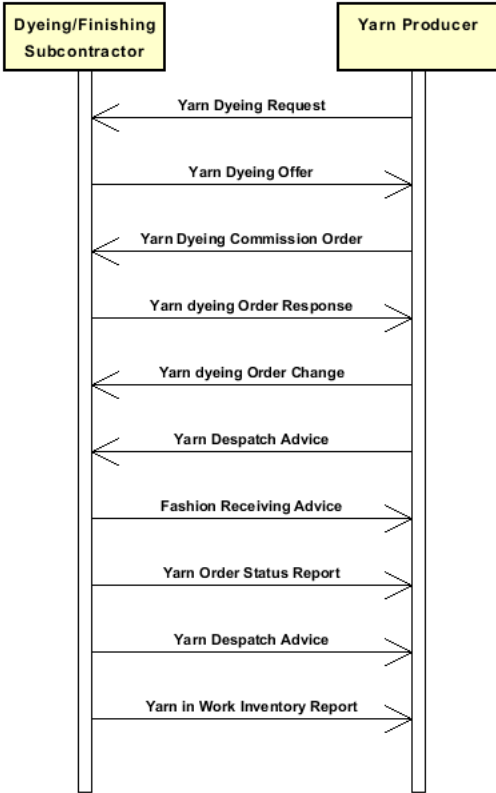 Dyeing/Finishing
Subcontractor
Yarn Producer
Yarn Dyeing Request
Yarn Dyeing Offer
Yarn Dyeing Commission Order
Yarn dyeing Order Response
Yarn dyeing Order Change
Yarn Despatch Advice
Fashion Receiving Advice
Yarn Order Status Report
Yarn Despatch Advice
Yarn in Work Inventory Report